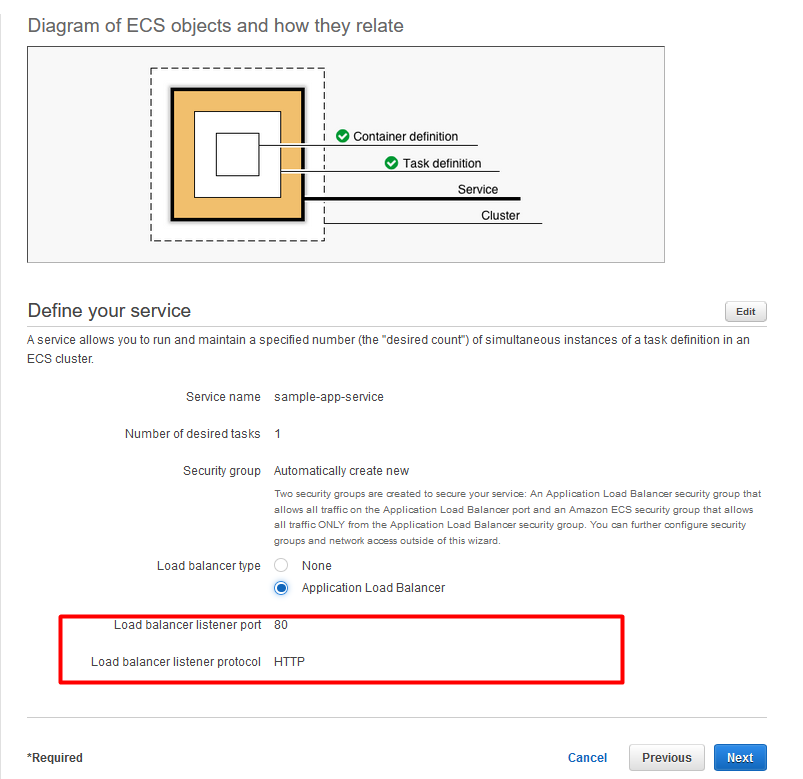 Diagram of ECS objects and how they relate
Container definition
Task definition
Service
Cluster
Define your service
Edit
A service allows you to run and maintain a specified number (the "desired count") of simultaneous instances of a task definition in an
ECS cluster.
Service name sample-app-service
Number of desired tasks 1
Security group Automatically create new
Two security groups are created to secure your service: An Application Load Balancer security group that
allows all traffic on the Application Load Balancer port and an Amazon ECS security group that allows
all traffic ONLY from the Application Load Balancer security group. You can further configure security
groups and network access outside of this wizard.
Load balancer type None
Application Load Balancer
Load balancer listener port 80
Load balancer listener protocol HTTP
*Required Cancel Previous Next